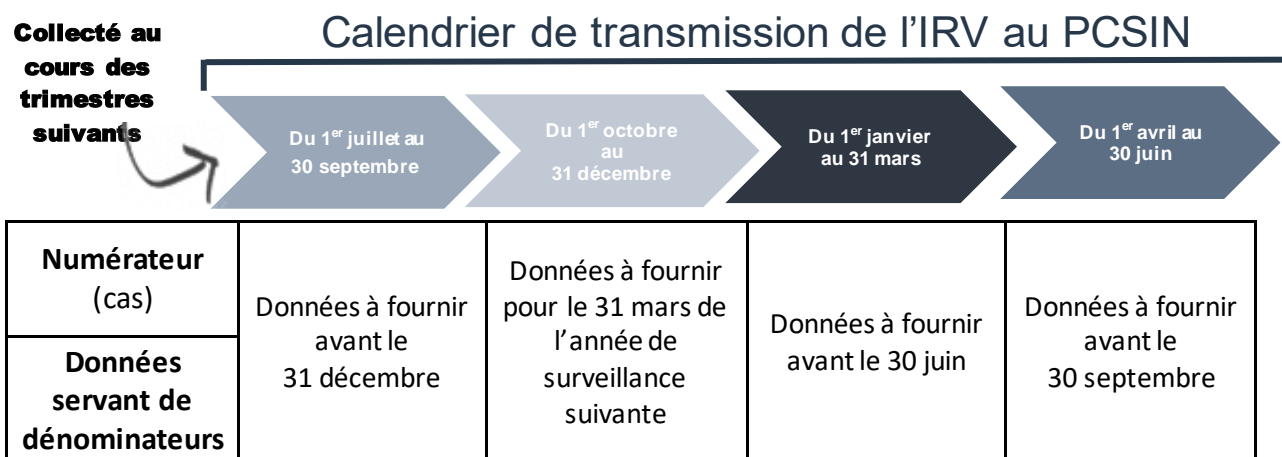 Collecté au
cours des
trimestres
suivants
Calendrier de transmission de l’IRV au PCSIN
Du 1er juillet au
30 septembre
Du 1er octobre
au
31 décembre
Du 1er janvier
au 31 mars
Du 1er avril au
30 juin
Numérateur
(cas)
Données
servant de
dénominateurs
Données à fournir
avant le
31 décembre
Données à fournir
pour le 31 mars de
l’année de
surveillance
suivante
Données à fournir
avant le 30 juin
Données à fournir
avant le
30 septembre